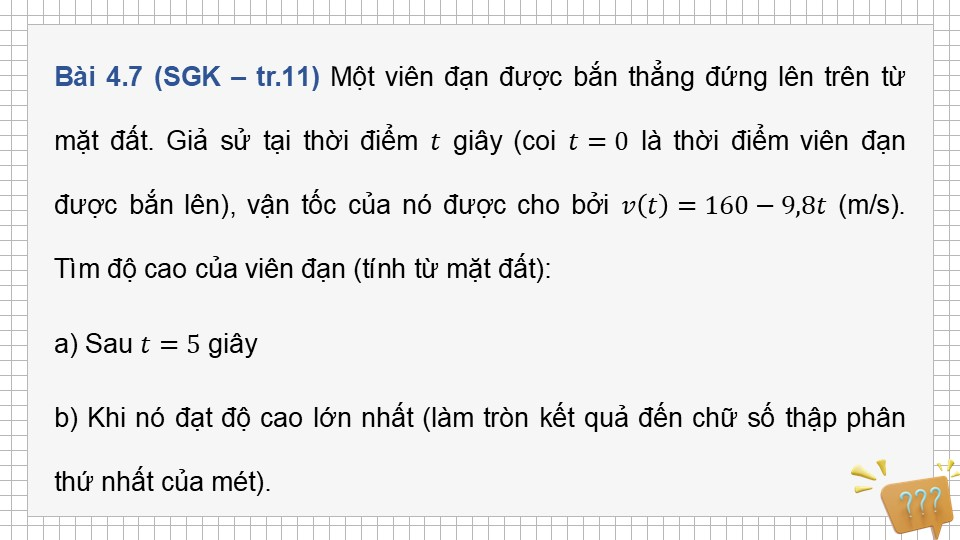 Bài 4.7 (SGK – tr.11) Một viên đạn được bắn thẳng đứng lên trên từ
mặt đất. Giả sử tại thời điểm 𝑡 giây (coi 𝑡 = 0 là thời điểm viên đạn
được bắn lên), vận tốc của nó được cho bởi 𝑣(𝑡) = 160 − 9,8𝑡 (m/s).
Tìm độ cao của viên đạn (tính từ mặt đất):
a) Sau 𝑡 = 5 giây
b) Khi nó đạt độ cao lớn nhất (làm tròn kết quả đến chữ số thập phân
thứ nhất của mét).
???